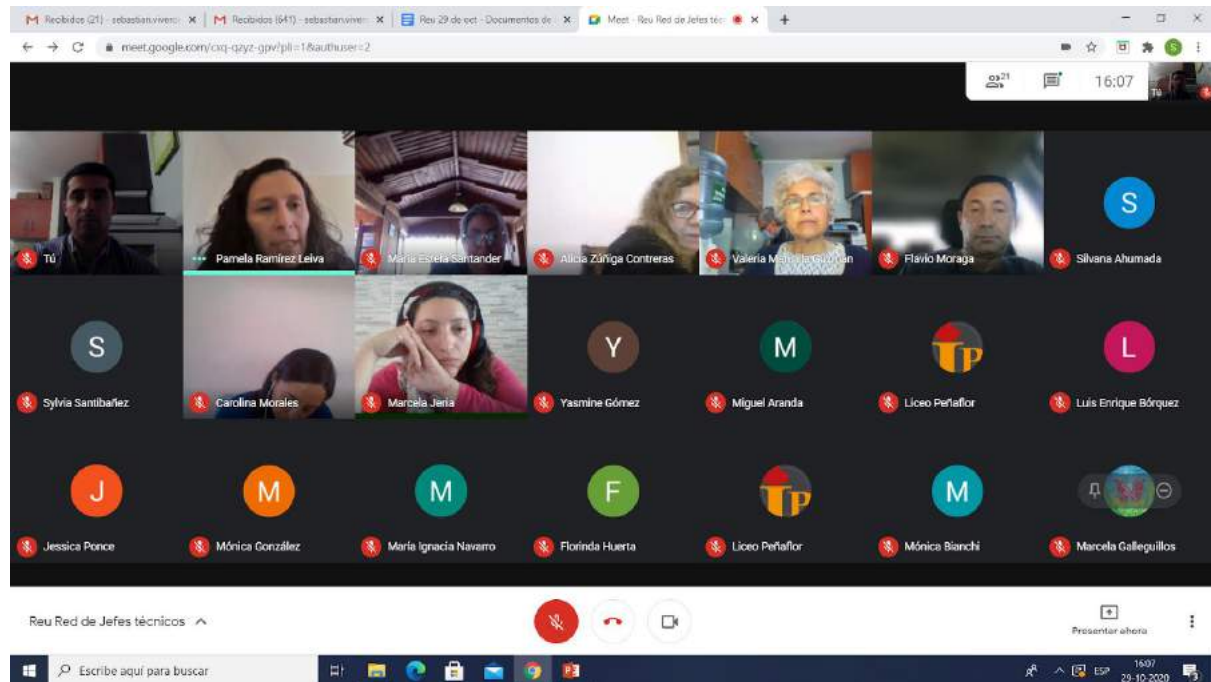 Recibidos (21) - sebastian.vivero
Recibidos (641) - sebastian.viver
Reu 29 de oct - Documentos de
Meet - Reu Red de Jefes téc
meet.google.com/cxq-qzyz-gpv?pli=1&authuser=2
S
21
16:07
Tú
Tú
Pamela Ramírez Leiva
María Estela Santander
Alicia Zúñiga Contreras
Valeria
Flavio Moraga
S
Silvana Ahumada
S
Sylvia Santibañez
Carolina Morales
Marcela Jeria
Y
Yasmine Gómez
M
Miguel Aranda
TP
Liceo Peñaflor
L
Luis Enrique Bórquez
J
Jessica Ponce
M
Mónica González
M
María Ignacia Navarro
F
Florinda Huerta
TP
Liceo Peñaflor
M
Mónica Bianchi
Marcela Galleguillos
Reu Red de Jefes técnicos
Presentar ahora
Escribe aquí para buscar
ESP
16:07
29-10-2020
3